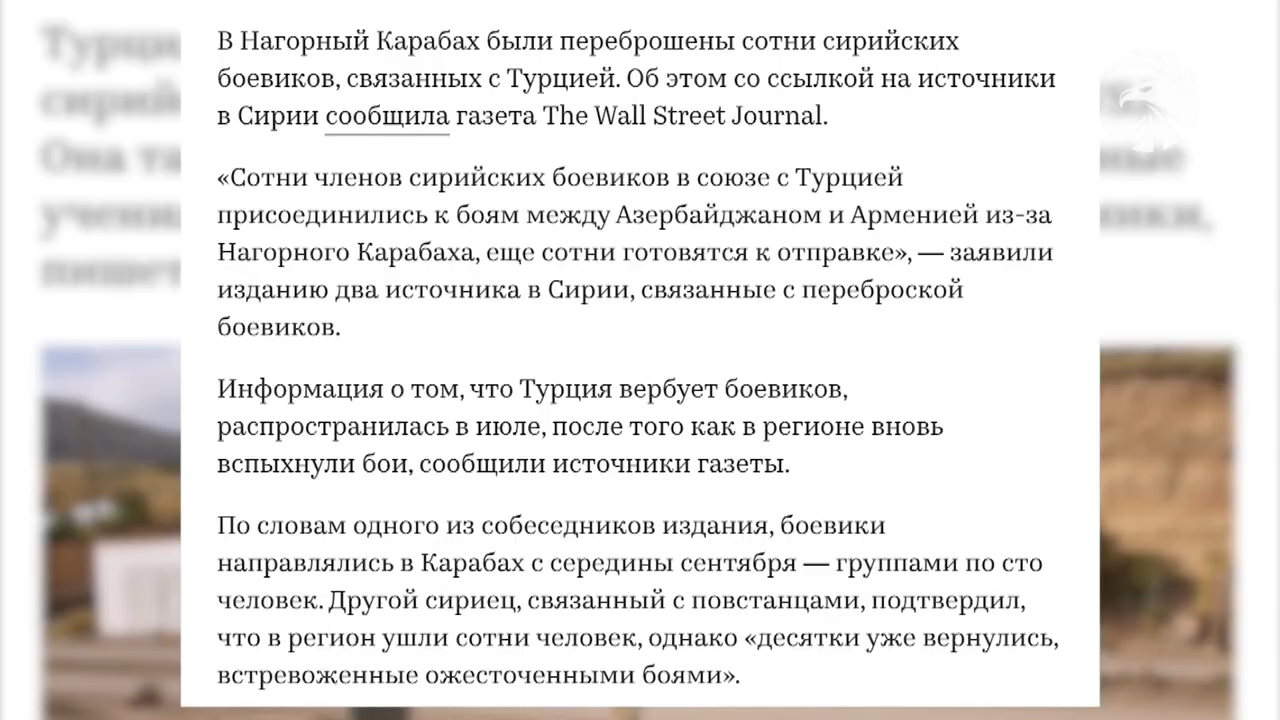 В Нагорный Карабах были переброшены сотни сирийских
боевиков, связанных с Турцией. Об этом со ссылкой на источники
в Сирии сообщила газета The Wall Street Journal.
«Сотни членов сирийских боевиков в союзе с Турцией
присоединились к боям между Азербайджаном и Арменией из-за
Нагорного Карабаха, еще сотни готовятся к отправке», — заявили
изданию два источника в Сирии, связанные с переброской
боевиков.
Информация о том, что Турция вербует боевиков,
распространилась в июле, после того как в регионе вновь
вспыхнули бои, сообщили источники газеты.
По словам одного из собеседников издания, боевики
направлялись в Карабах с середины сентября — группами по сто
человек. Другой сириец, связанный с повстанцами, подтвердил,
что в регион ушли сотни человек, однако «десятки уже вернулись,
встревоженные ожесточенными боями».